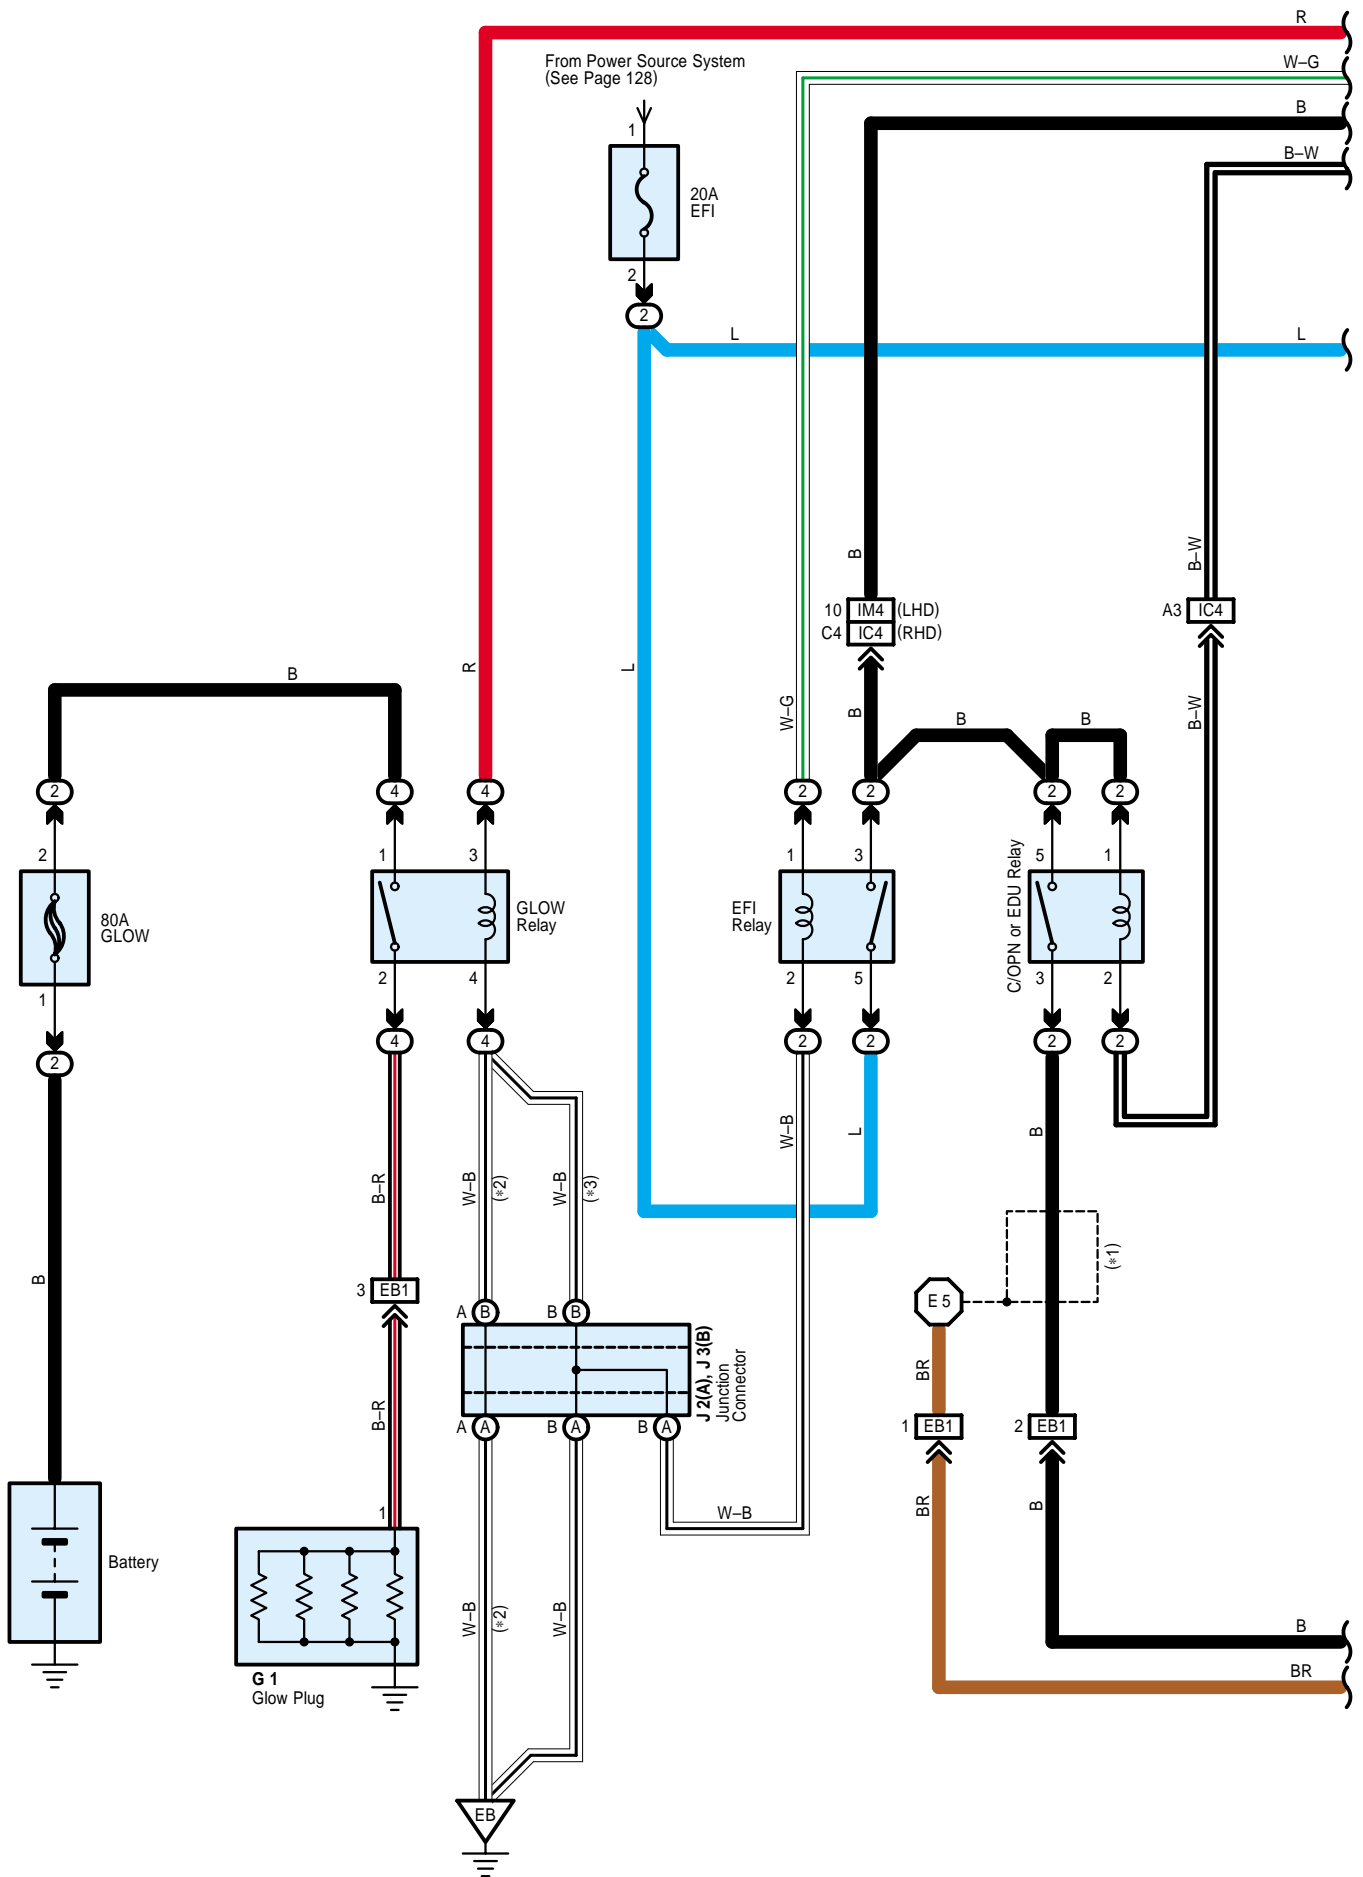 R
From Power Source System
(See Page 128)
W–G
B
1
B–W
20A
EFI
2
2
L
L
B
B–W
10 IM4 (LHD)
A3 IC4
C4 IC4 (RHD)
B
R
L
W–G
B
B–W
B
B
2
4
4
2
2
2
2
2
1
3
1
3
5
1
80A
GLOW
GLOW
Relay
EFI
Relay
C/OPN or EDU Relay
1
2
4
2
5
3
2
2
4
4
2
2
2
2
B–R
W–B
(*2)
W–B
(*3)
W–B
L
B
(*1)
B
3 EB1
A B
B B
E 5
J 2(A), J 3(B)
Junction
Connector
BR
B–R
A A
B A
B A
1 EB1
2 EB1
W–B
BR
B
1
Battery
W–B
(*2)
W–B
B
BR
G 1
Glow Plug
EB